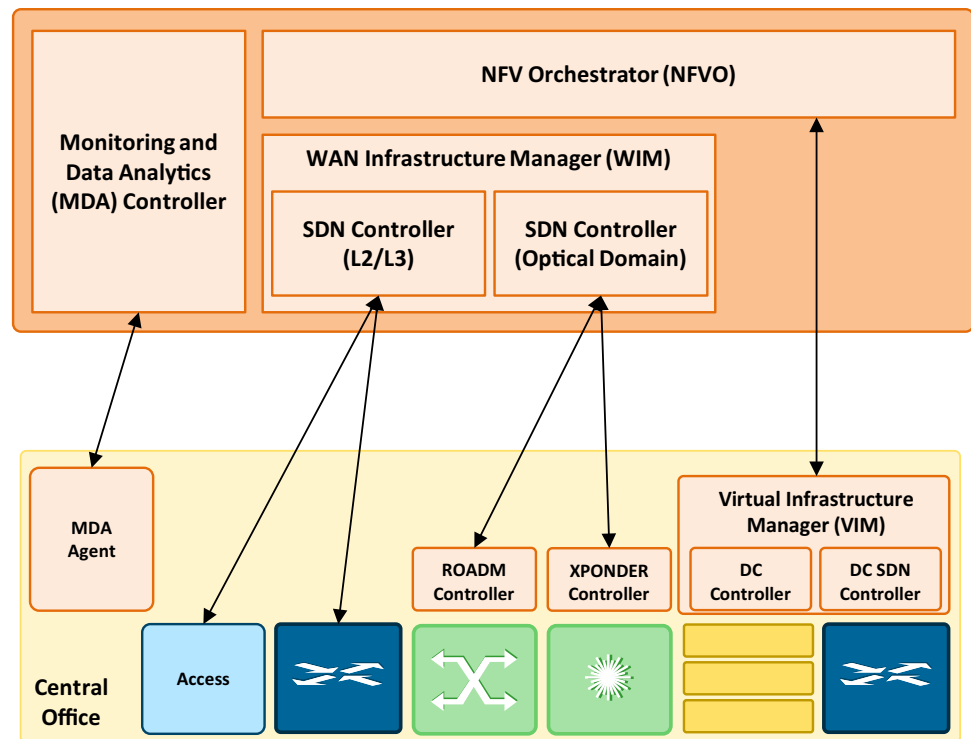 NFV Orchestrator (NFVO)
Monitoring and
Data Analytics
(MDA) Controller
WAN Infrastructure Manager (WIM)
SDN Controller
(L2/L3)
SDN Controller
(Optical Domain)
MDA
Agent
Virtual Infrastructure
Manager (VIM)
ROADM
Controller
XPONDER
Controller
DC
Controller
DC SDN
Controller
Access
Central
Office